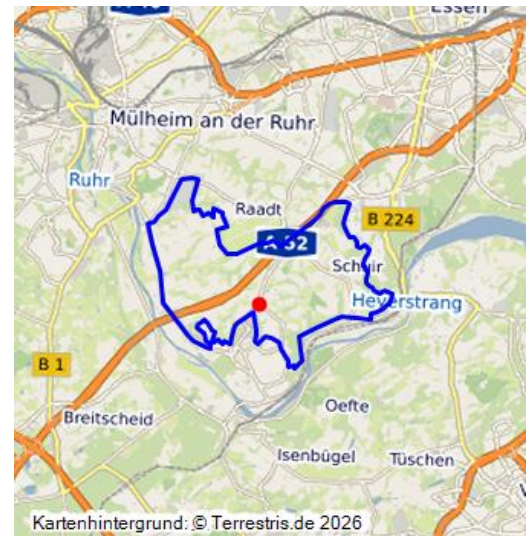 Essen
Mülheim an der Ruhr
Ruhr
Raadt
B 224
A 52
Schuir
Heyerstrang
B 1
Breitscheid
Oefte
Isenbügel
Tüschen
Kartenhintergrund: © Terrestris.de 2026